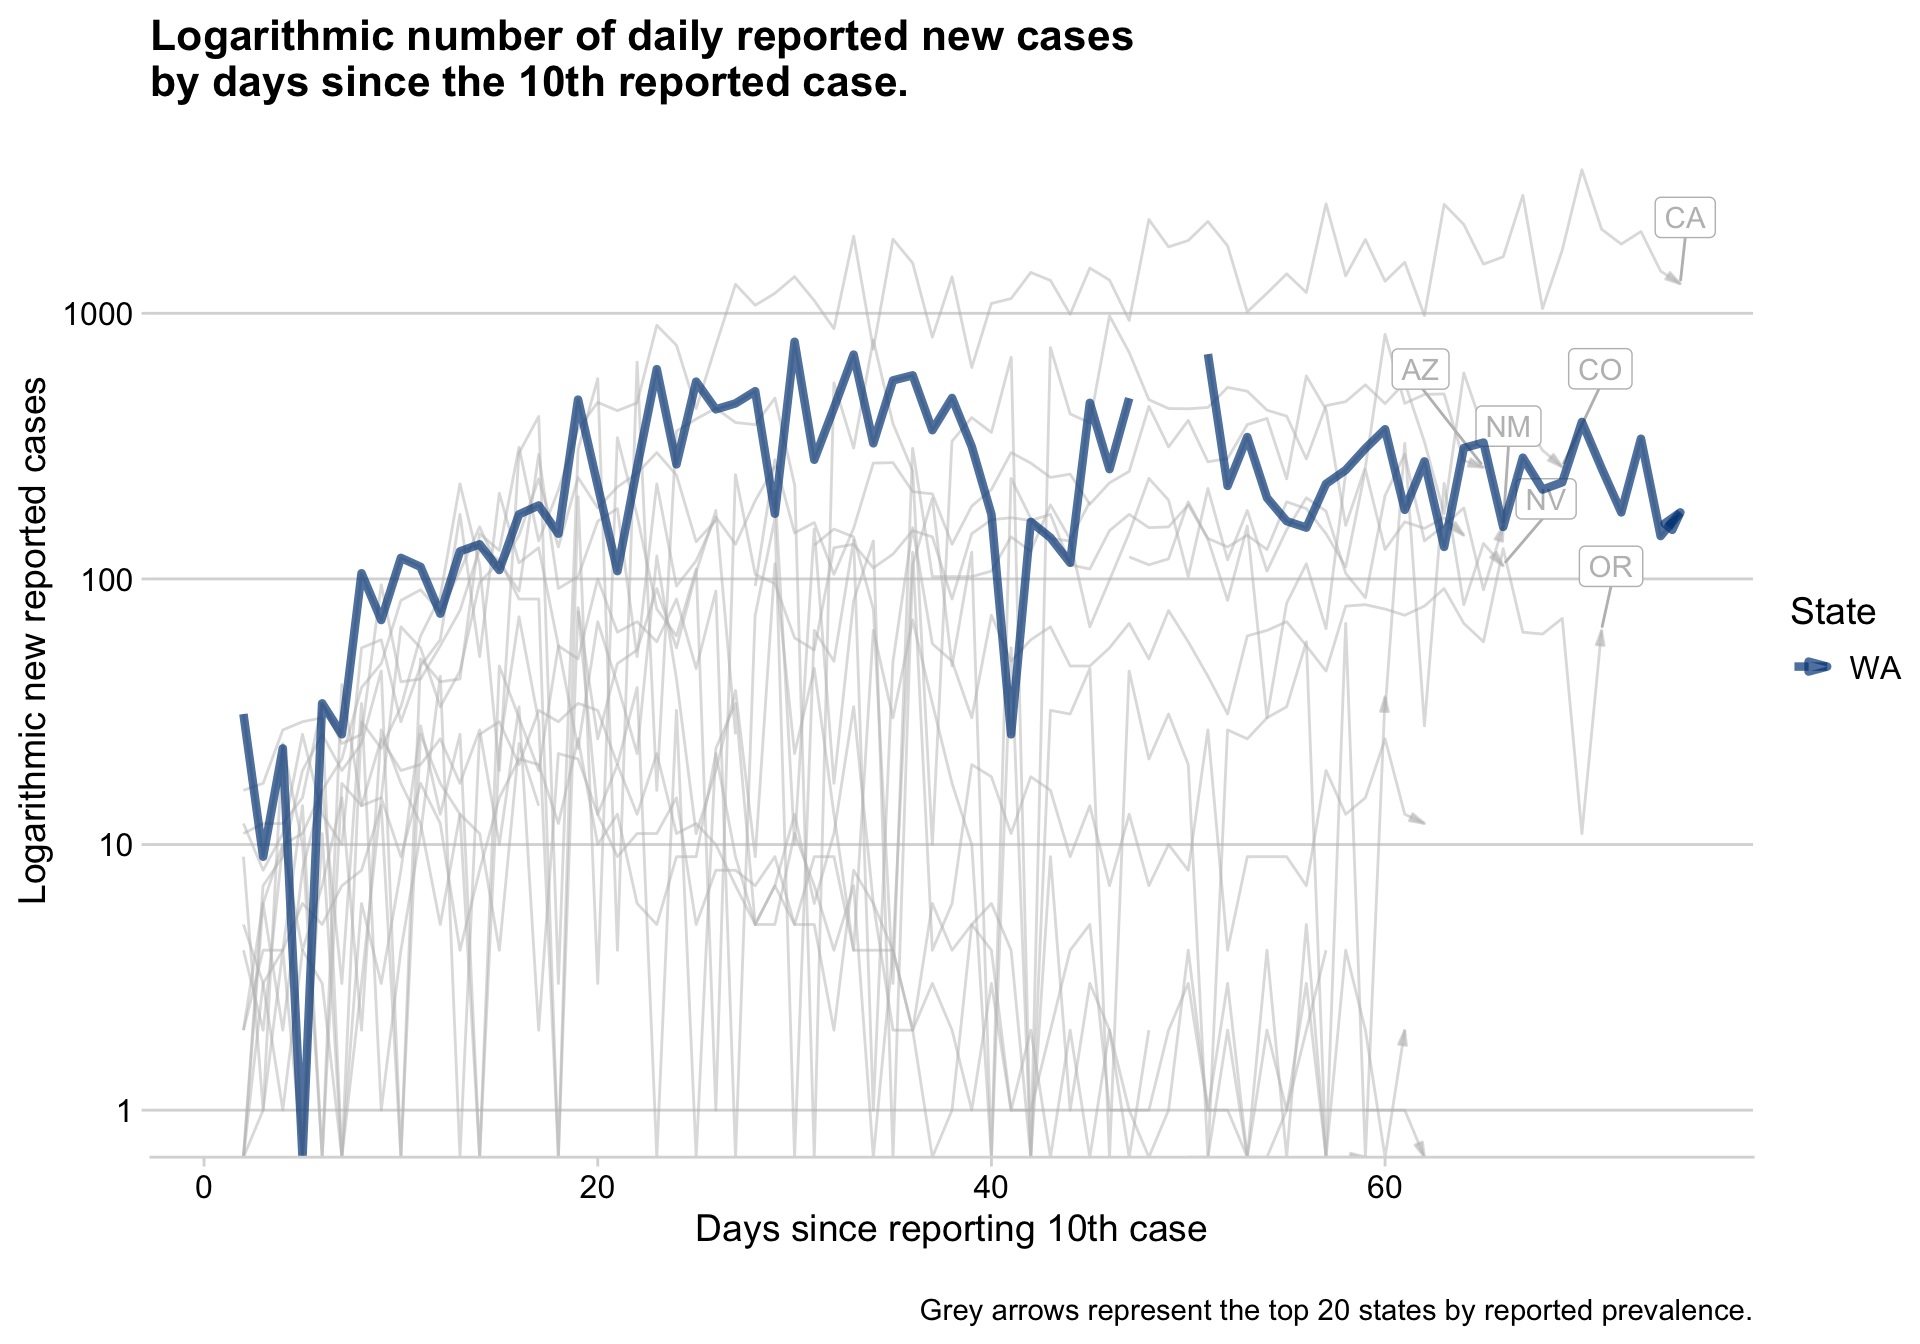 Logarithmic number of daily reported new cases
by days since the 10th reported case.
Logarithmic new reported cases
1000
100
10
1
CA
AZ
CO
NM
NV
OR
State
WA
0
20
40
60
Days since reporting 10th case
Grey arrows represent the top 20 states by reported prevalence.